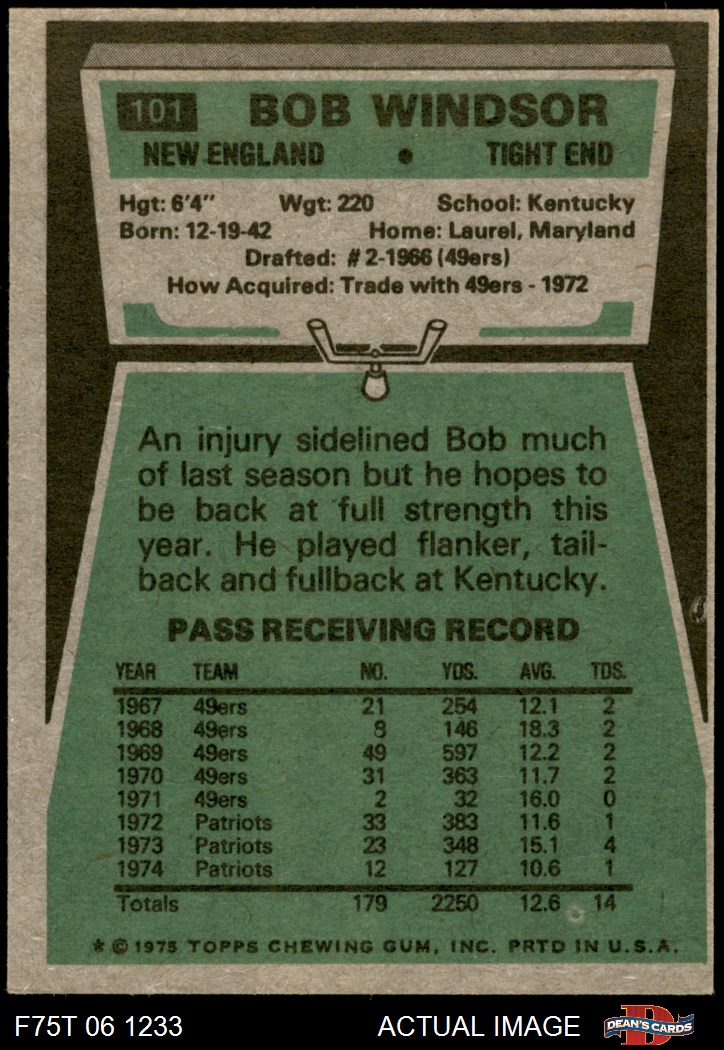 101 BOB WINDSOR
NEW ENGLAND • TIGHT END
Hgt: 6'4" Wgt: 220 School: Kentucky
Born: 12-19-42 Home: Laurel, Maryland
Drafted: #2-1966 (49ers)
How Acquired: Trade with 49ers - 1972
An injury sidelined Bob much
of last season but he hopes to
be back at full strength this
year. He played flanker, tail-
back and fullback at Kentucky.
PASS RECEIVING RECORD
YEAR TEAM NO. YDS. AVG. TDS.
1967 49ers 21 254 12.1 2
1968 49ers 8 146 18.3 2
1969 49ers 49 597 12.2 2
1970 49ers 31 363 11.7 2
1971 49ers 2 32 16.0 0
1972 Patriots 33 383 11.6 1
1973 Patriots 23 348 15.1 4
1974 Patriots 12 127 10.6 1
Totals 179 2250 12.6 14
* © 1975 TOPPS CHEWING GUM, INC. PRTD IN U.S.A.
F75T 06 1233 ACTUAL IMAGE D DEAN'S CARDS